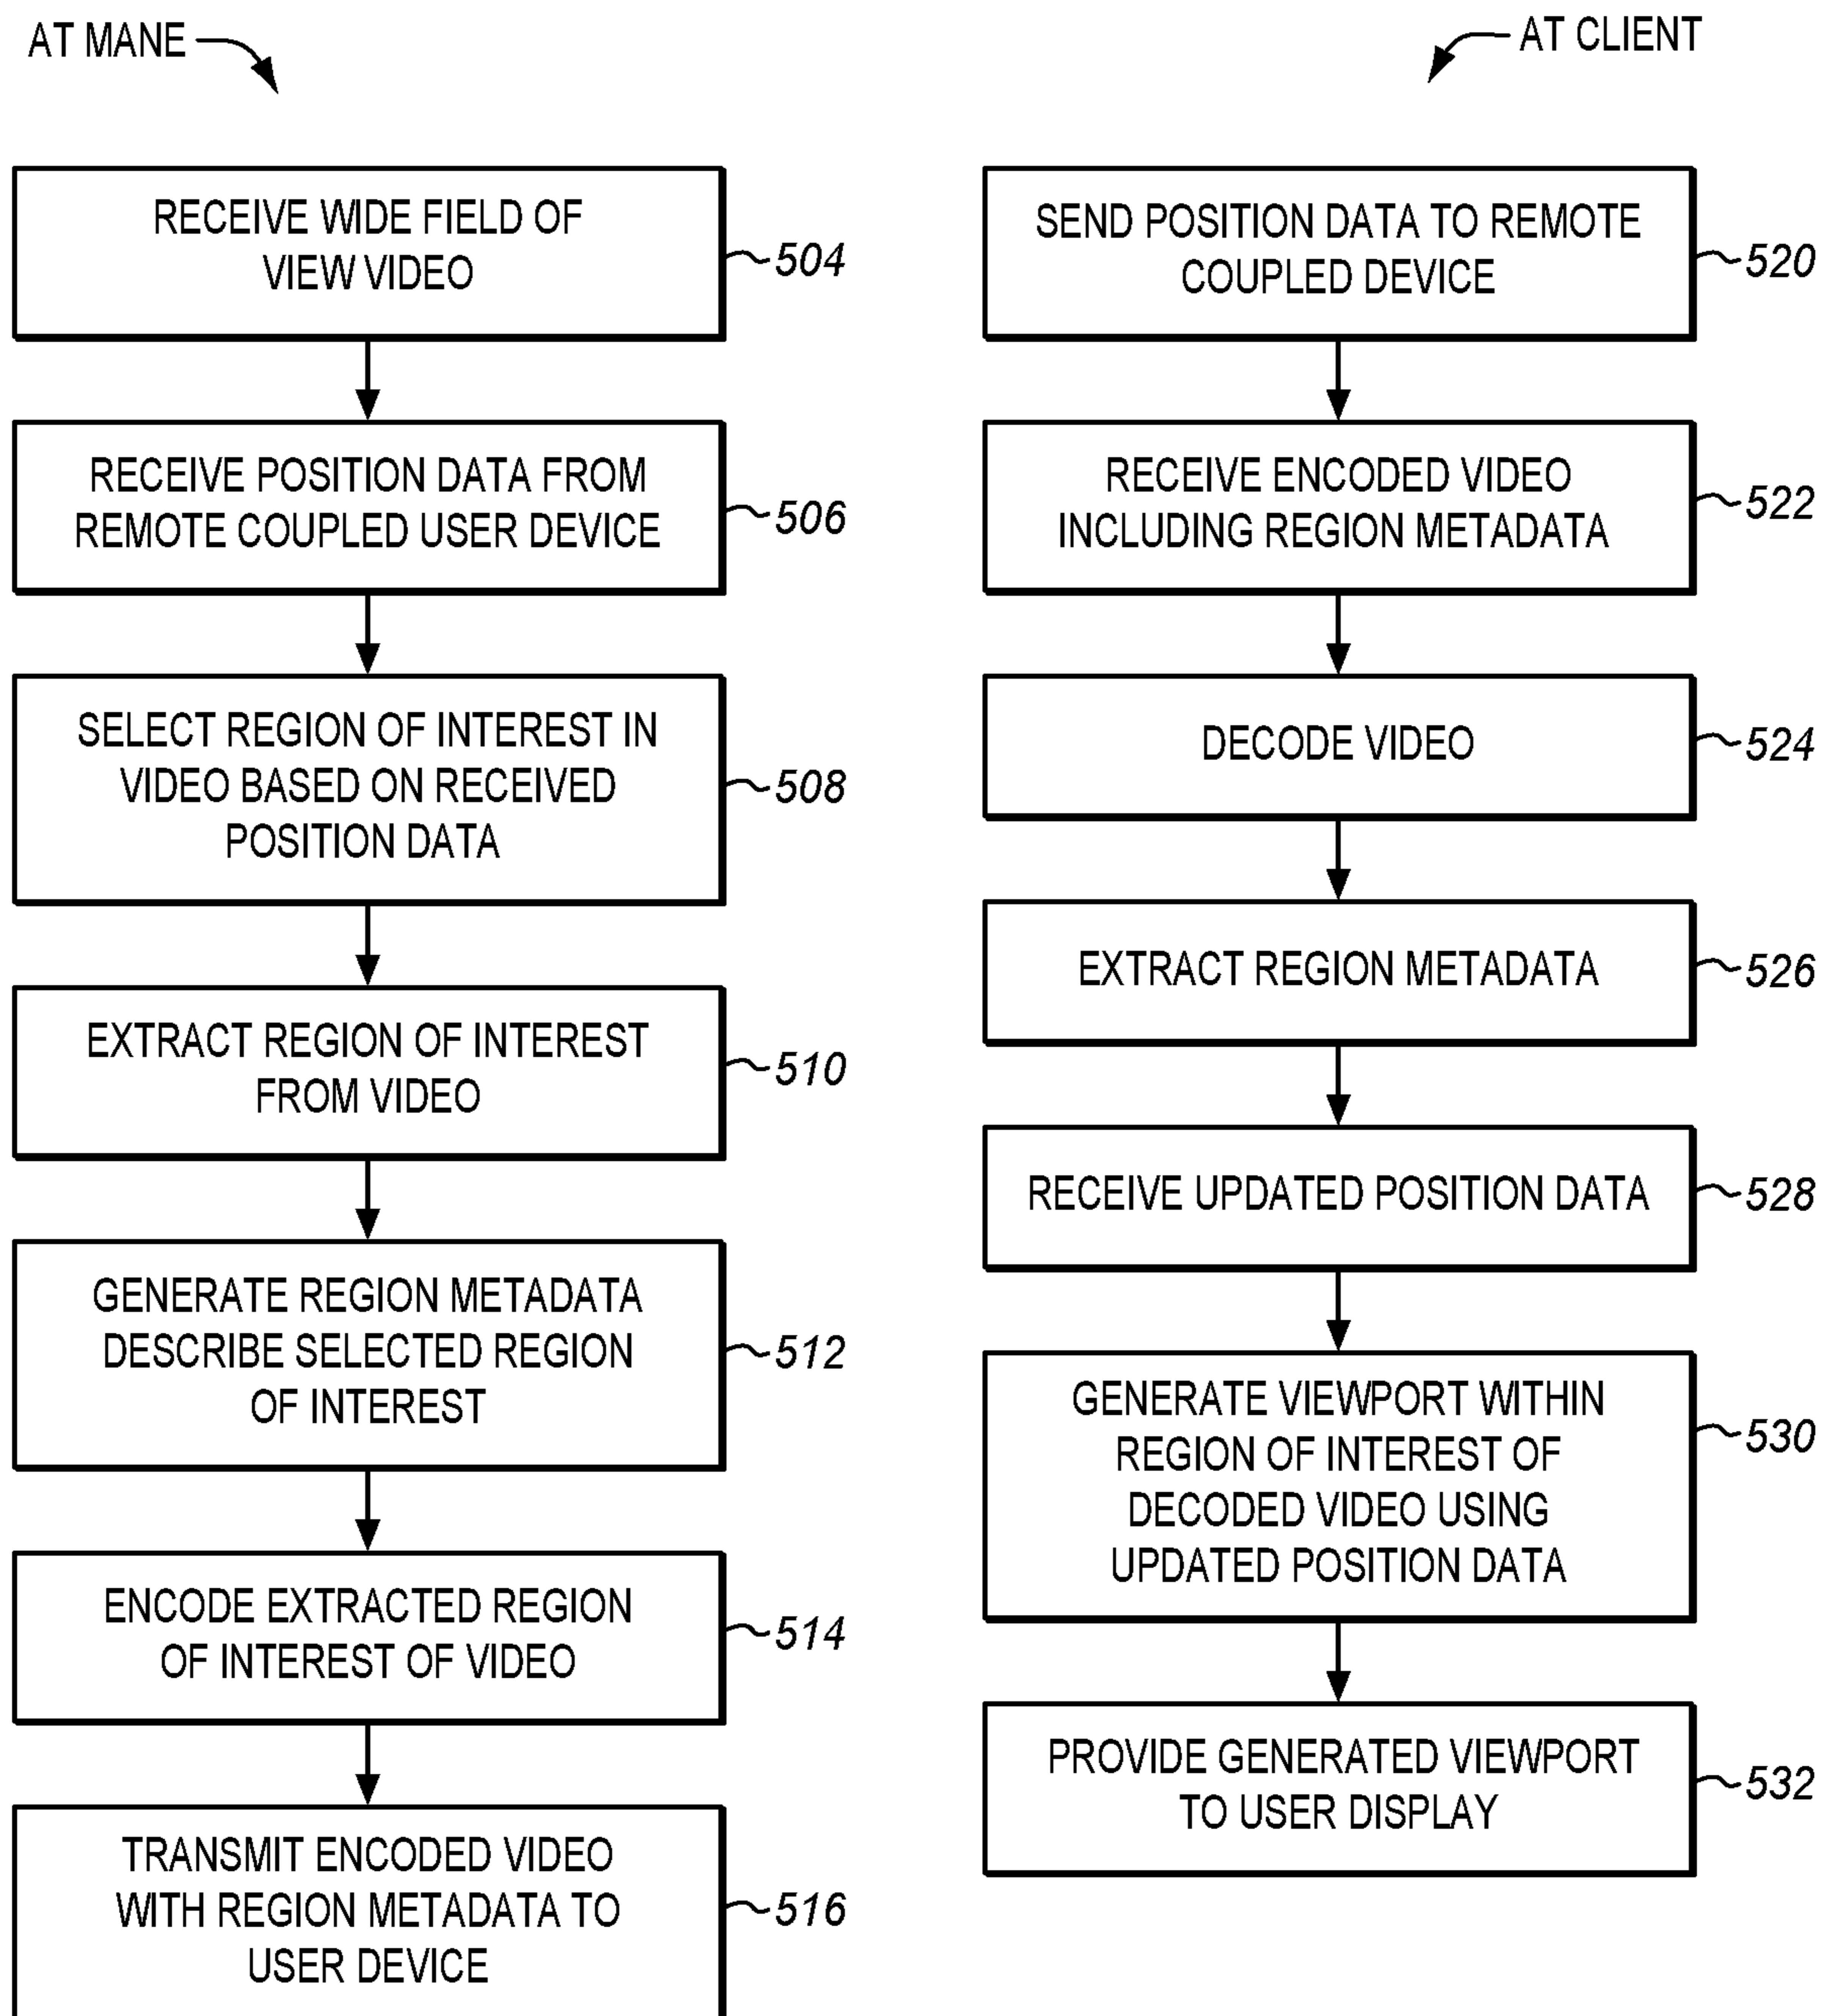 AT MANE
RECEIVE WIDE FIELD OF
VIEW VIDEO
504
RECEIVE POSITION DATA FROM
REMOTE COUPLED USER DEVICE
506
SELECT REGION OF INTEREST IN
VIDEO BASED ON RECEIVED
POSITION DATA
508
EXTRACT REGION OF INTEREST
FROM VIDEO
510
GENERATE REGION METADATA
DESCRIBE SELECTED REGION
OF INTEREST
512
ENCODE EXTRACTED REGION
OF INTEREST OF VIDEO
514
TRANSMIT ENCODED VIDEO
WITH REGION METADATA TO
USER DEVICE
516
AT CLIENT
SEND POSITION DATA TO REMOTE
COUPLED DEVICE
520
RECEIVE ENCODED VIDEO
INCLUDING REGION METADATA
522
DECODE VIDEO
524
EXTRACT REGION METADATA
526
RECEIVE UPDATED POSITION DATA
528
GENERATE VIEWPORT WITHIN
REGION OF INTEREST OF
DECODED VIDEO USING
UPDATED POSITION DATA
530
PROVIDE GENERATED VIEWPORT
TO USER DISPLAY
532